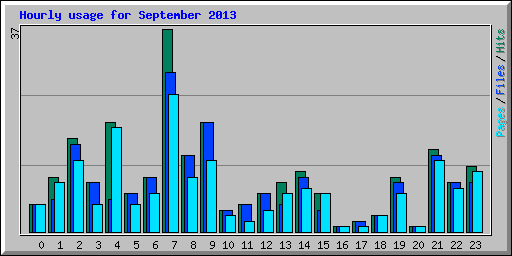 Hourly usage for September 2013
37
Pages / Files / Hits
0 1 2 3 4 5 6 7 8 9 10 11 12 13 14 15 16 17 18 19 20 21 22 23